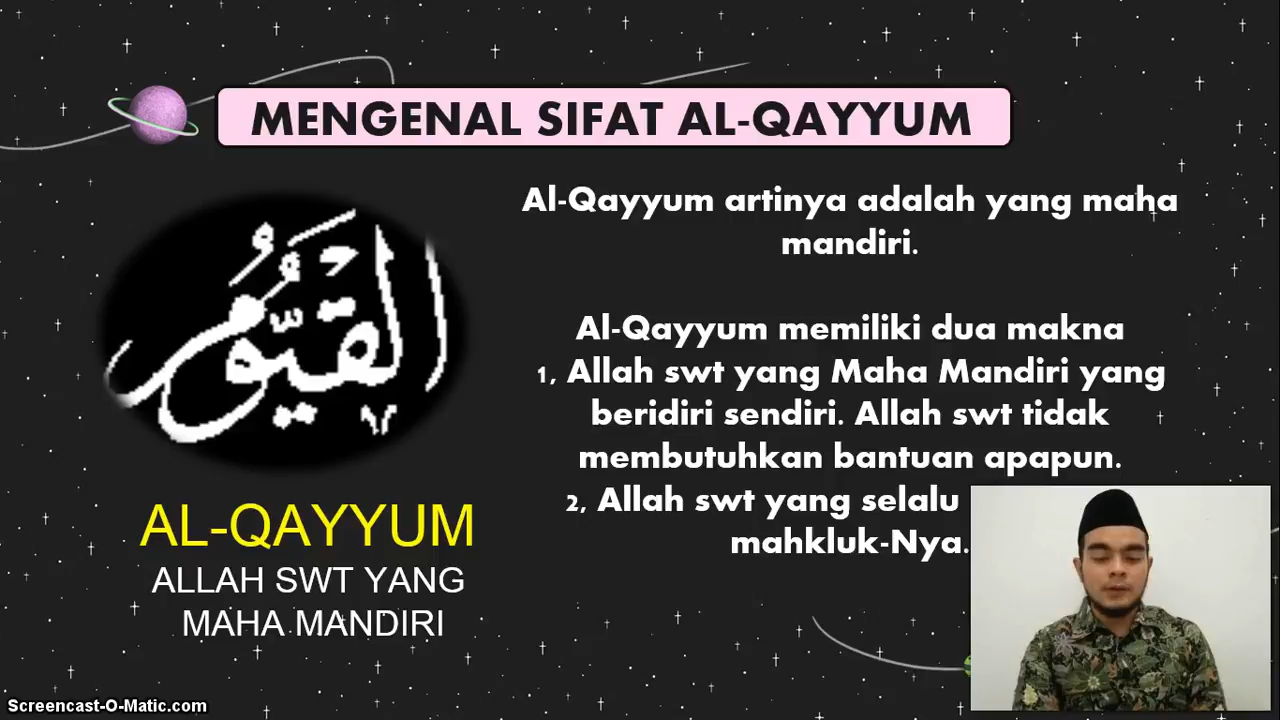 MENGENAL SIFAT AL-QAYYUM
Al-Qayyum artinya adalah yang maha
mandiri.
Al-Qayyum memiliki dua makna
1, Allah swt yang Maha Mandiri yang
beridiri sendiri. Allah swt tidak
membutuhkan bantuan apapun.
2, Allah swt yang selalu
mahkluk-Nya.
القَيُّومُ
AL-QAYYUM
ALLAH SWT YANG
MAHA MANDIRI
Screencast-O-Matic.com